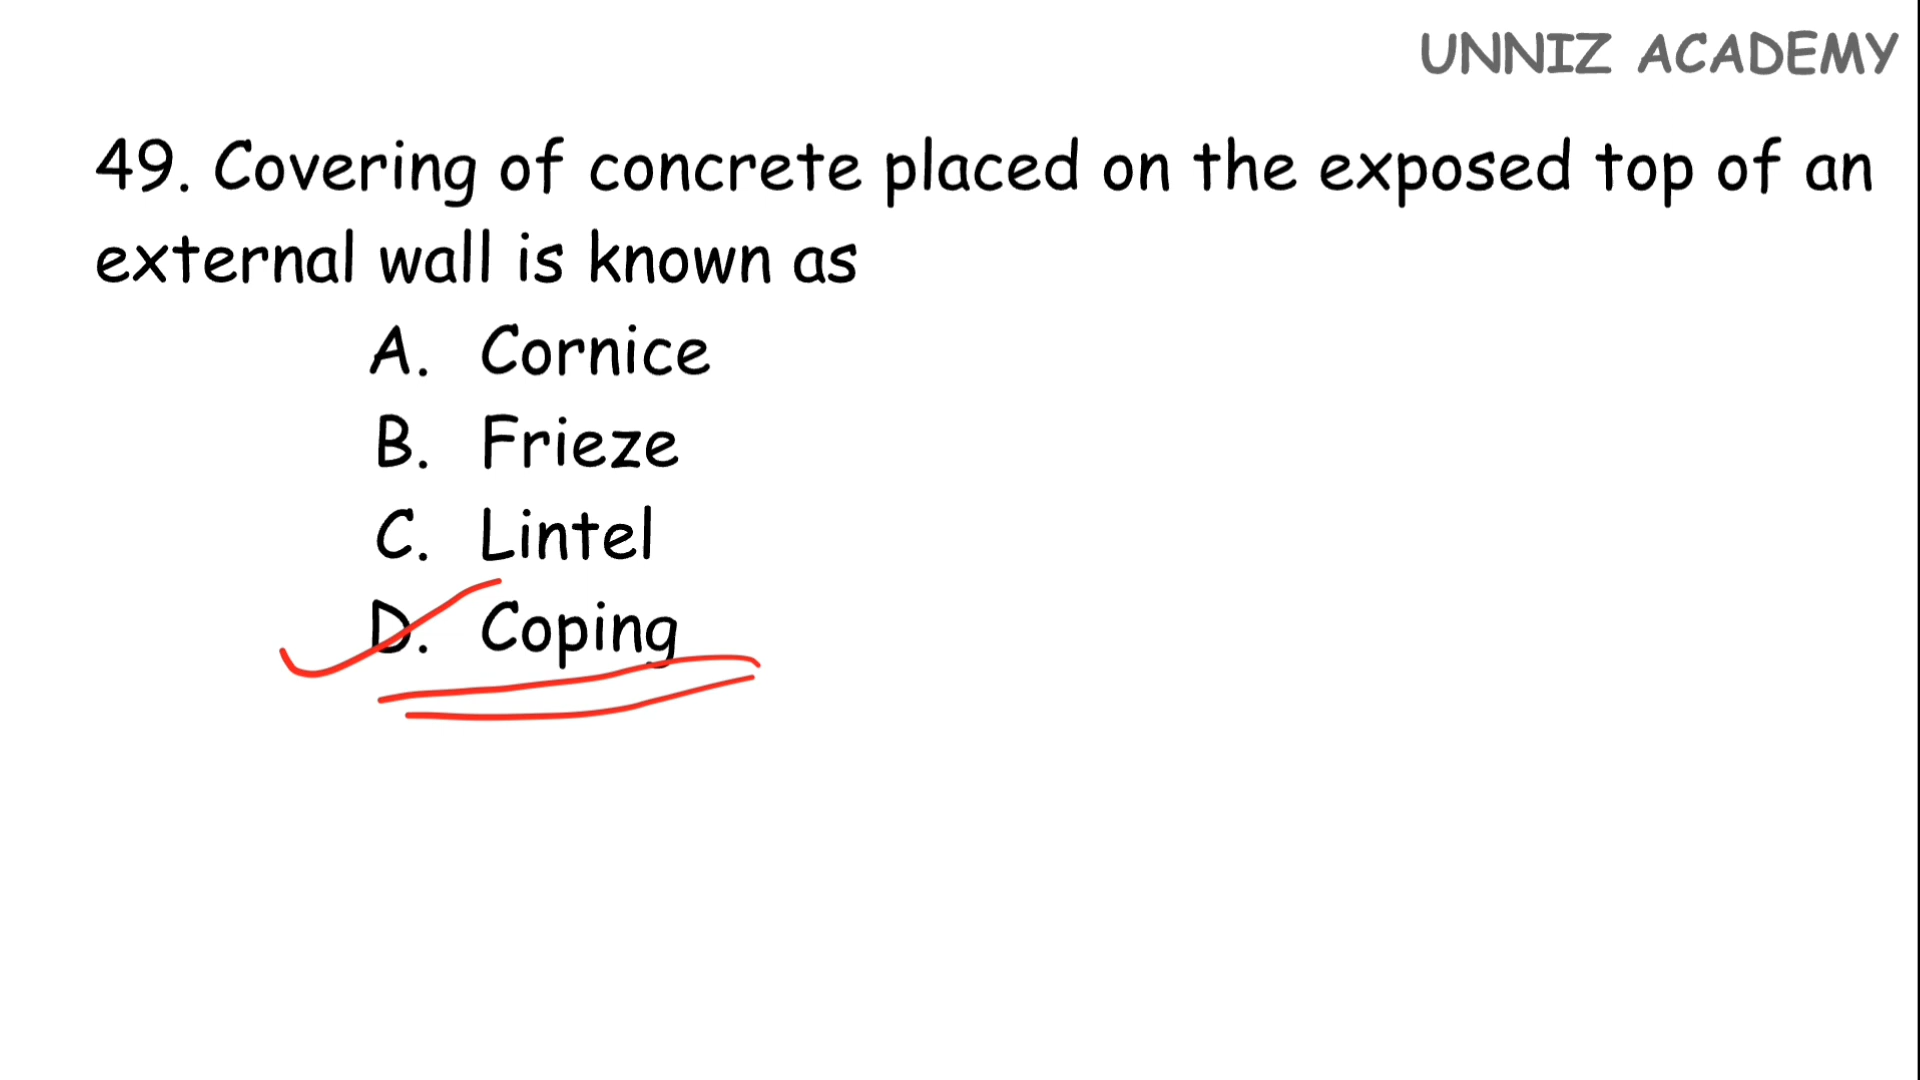 UNNIZ ACADEMY
49. Covering of concrete placed on the exposed top of an
external wall is known as
A. Cornice
B. Frieze
C. Lintel
D. Coping